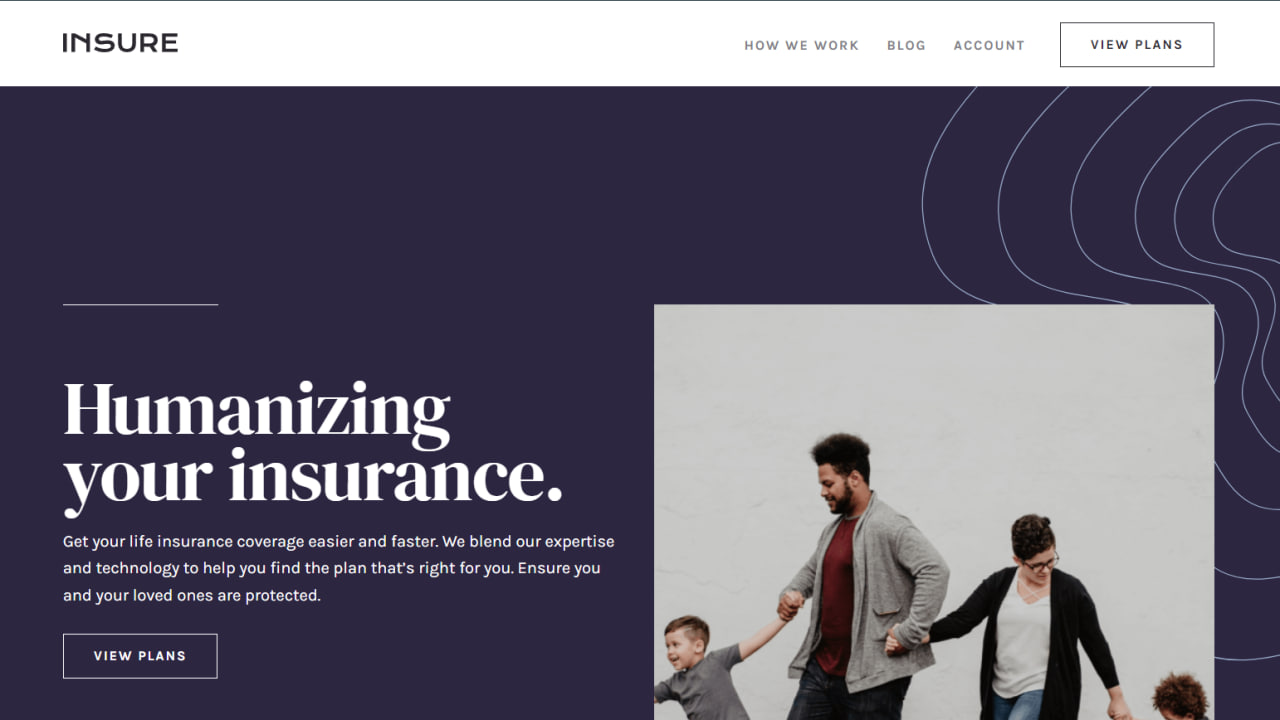 INSURE
HOW WE WORK
BLOG
ACCOUNT
VIEW PLANS
Humanizing
your insurance.
Get your life insurance coverage easier and faster. We blend our expertise
and technology to help you find the plan that’s right for you. Ensure you
and your loved ones are protected.
VIEW PLANS